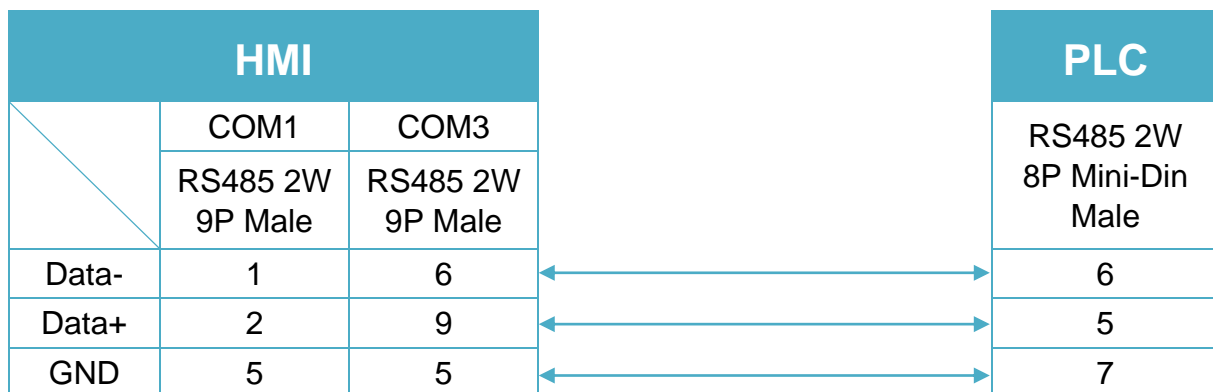 HMI PLC
COM1 COM3
RS485 2W
9P Male
RS485 2W
9P Male
RS485 2W
8P Mini-Din
Male
Data- 1 6 6
Data+ 2 9 5
GND 5 5 7